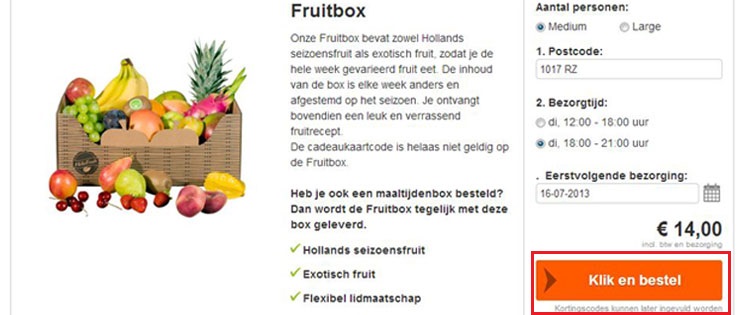 Fruitbox
Onze Fruitbox bevat zowel Hollands
seizoensfruit als exotisch fruit, zodat je de
hele week gevarieerd fruit eet. De inhoud
van de box is elke week anders en
afgestemd op het seizoen. Je ontvangt
bovendien een leuk en verrassend
fruitrecept.
De cadeaukaartcode is helaas niet geldig op
de Fruitbox.
Heb je ook een maaltijdenbox besteld?
Dan wordt de Fruitbox tegelijk met deze
box geleverd.
Hollands seizoensfruit
Exotisch fruit
Flexibel lidmaatschap
Aantal personen:
Medium Large
1. Postcode:
1017 RZ
2. Bezorgtijd:
di, 12:00 - 18:00 uur
di, 18:00 - 21:00 uur
. Eerstvolgende bezorging:
16-07-2013
€ 14,00
incl. btw en bezorging
Klik en bestel
Kortingscodes kunnen later ingevuld worden